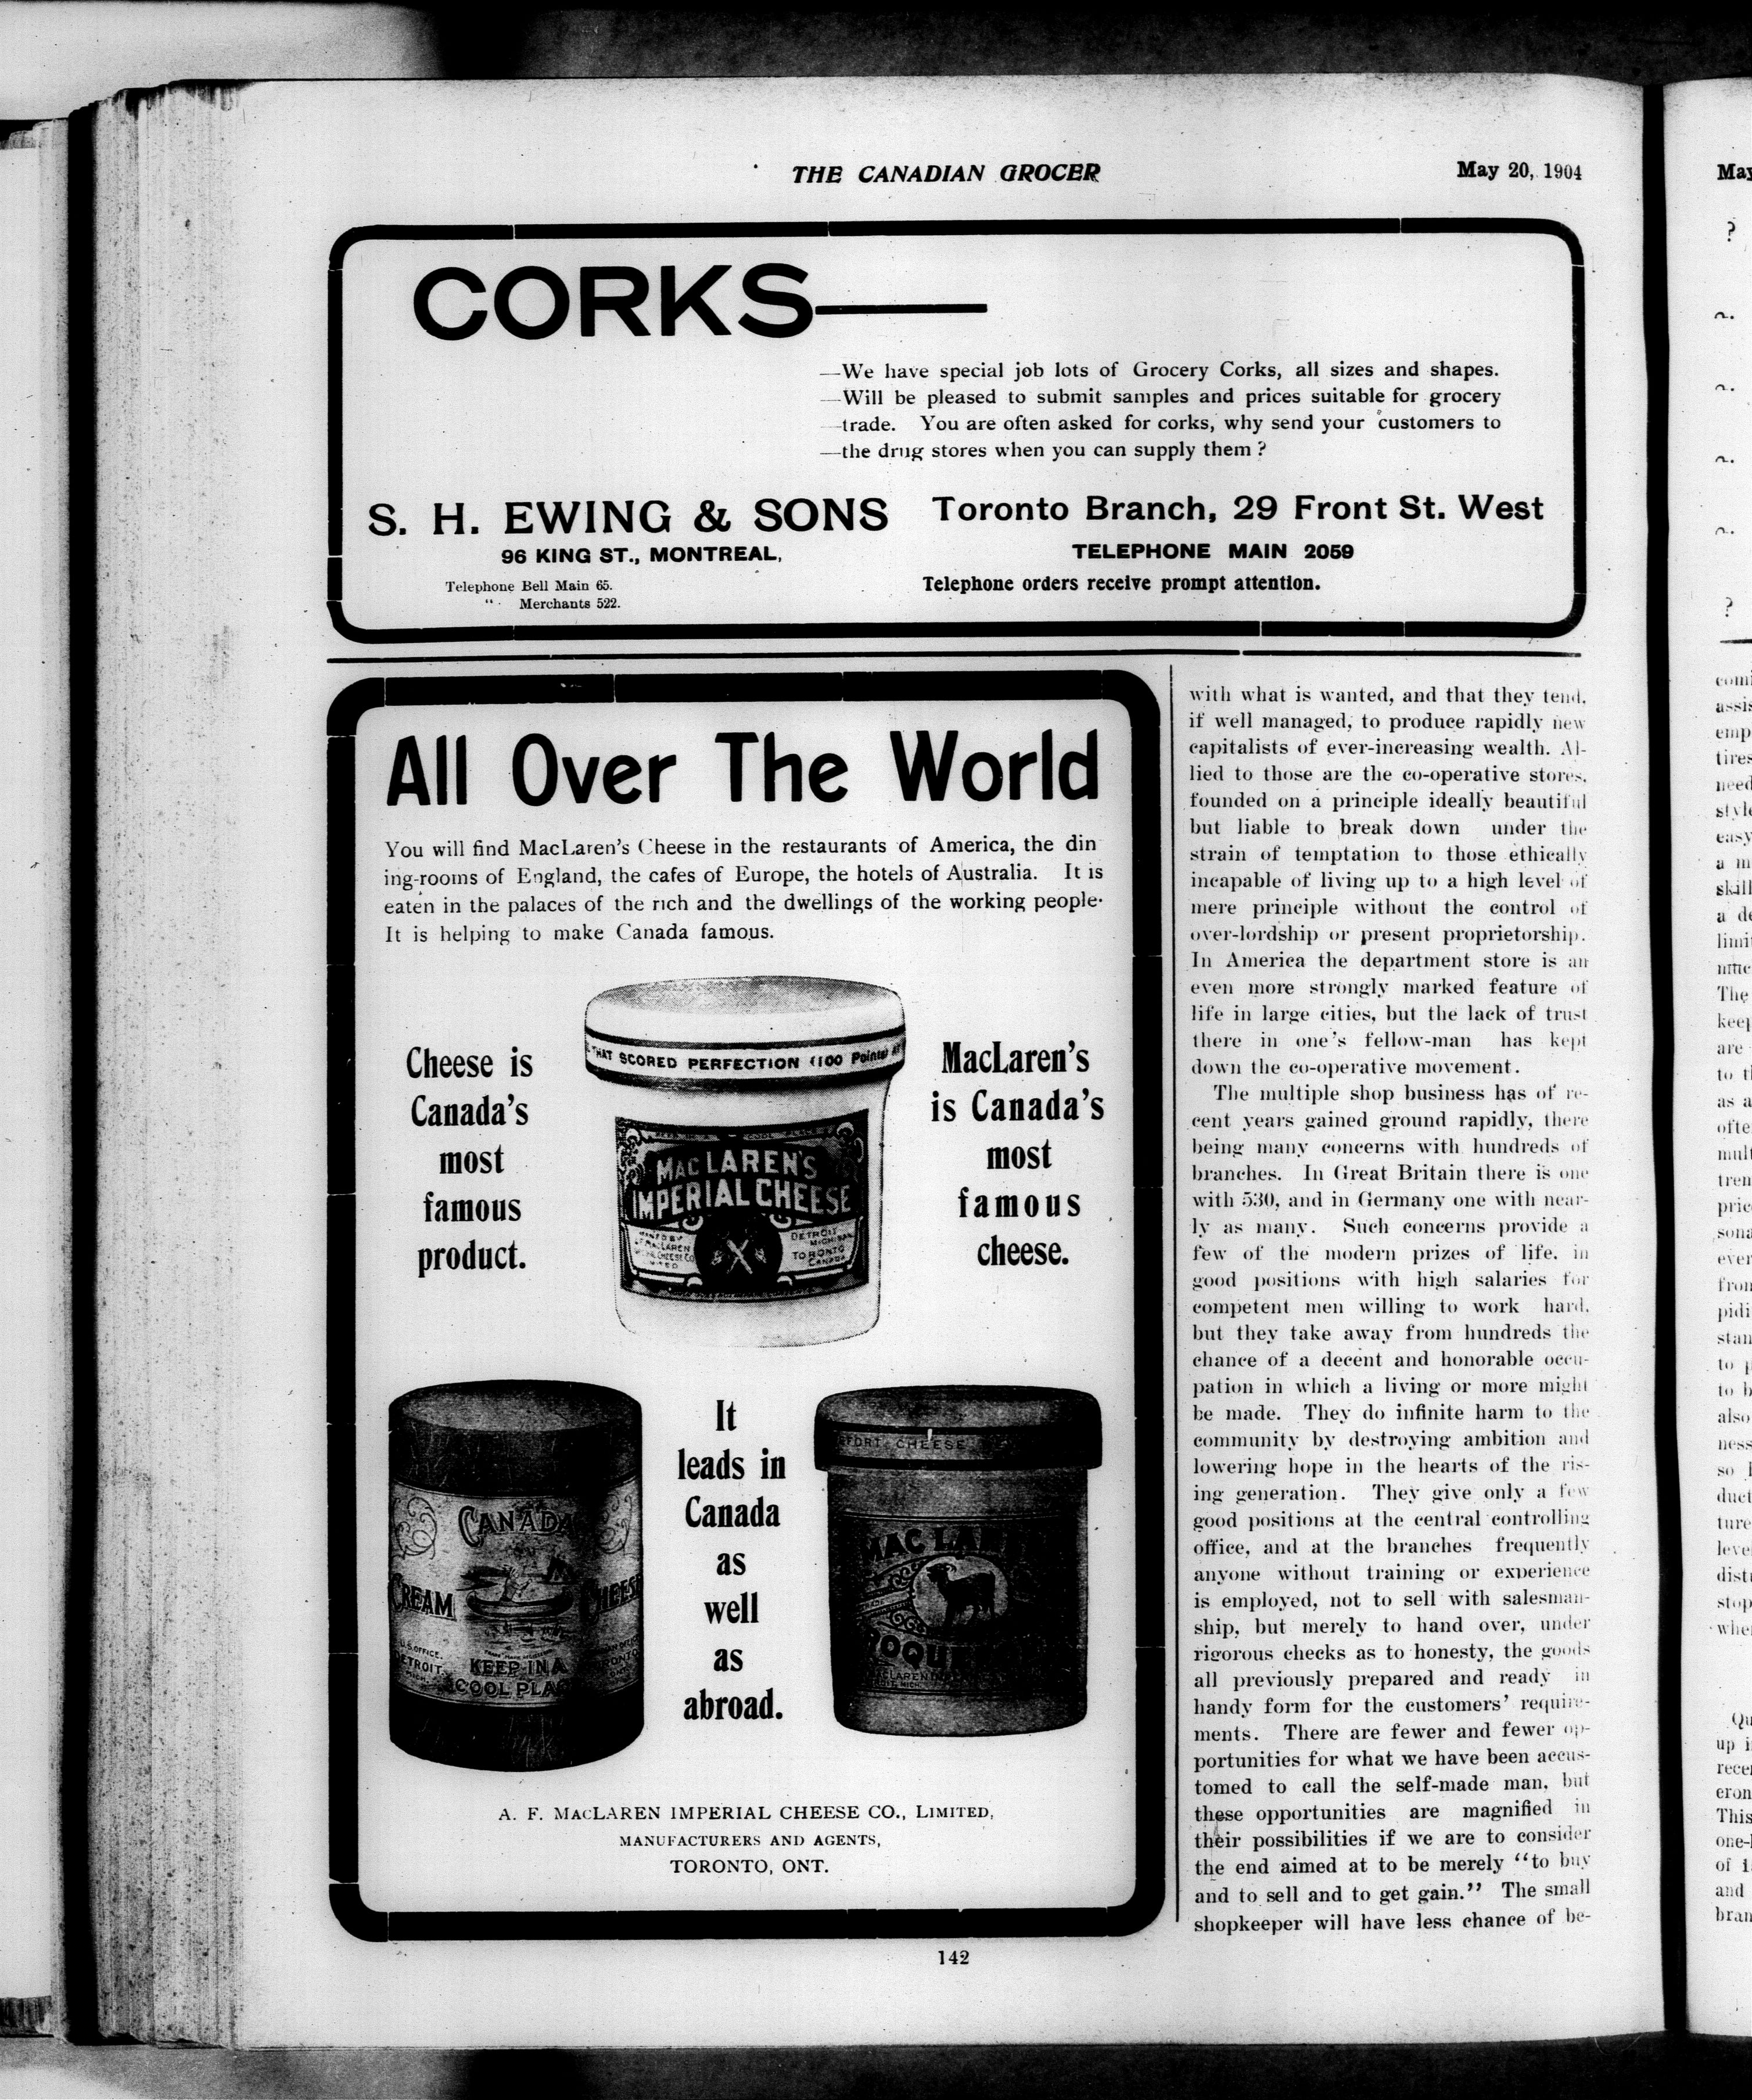 THE CANADIAN GROCER
May 20, 1904
CORKS—
—We have special job lots of Grocery Corks, all sizes and shapes.
—Will be pleased to submit samples and prices suitable for grocery
—trade. You are often asked for corks, why send your customers to
—the drug stores when you can supply them ?
S. H. EWING & SONS
96 KING ST., MONTREAL,
Telephone Bell Main 65.
" Merchants 522.
Toronto Branch, 29 Front St. West
TELEPHONE MAIN 2059
Telephone orders receive prompt attention.
All Over The World
You will find MacLaren's Cheese in the restaurants of America, the din
ing-rooms of England, the cafes of Europe, the hotels of Australia. It is
eaten in the palaces of the rich and the dwellings of the working people.
It is helping to make Canada famous.
Cheese is
Canada's
most
famous
product.
THAT SCORED PERFECTION (100 Points)
MACLAREN'S
IMPERIAL CHEESE
DETROIT
MICHIGAN
TORONTO
CANADA
MacLaren's
is Canada's
most
famous
cheese.
CANADA
CREAM CHEESE
U.S. OFFICE.
DETROIT
MICH
KEEP IN A
COOL PLA
It
leads in
Canada
as
well
as
abroad.
EFORT CHEESE
MAC LAR
ROQU
A. F. MACLAREN IMPERIAL CHEESE CO., LIMITED,
MANUFACTURERS AND AGENTS,
TORONTO, ONT.
with what is wanted, and that they tend,
if well managed, to produce rapidly new
capitalists of ever-increasing wealth. Al-
lied to those are the co-operative stores,
founded on a principle ideally beautiful
but liable to break down under the
strain of temptation to those ethically
incapable of living up to a high level of
mere principle without the control of
over-lordship or present proprietorship.
In America the department store is an
even more strongly marked feature of
life in large cities, but the lack of trust
there in one's fellow-man has kept
down the co-operative movement.
The multiple shop business has of re-
cent years gained ground rapidly, there
being many concerns with hundreds of
branches. In Great Britain there is one
with 530, and in Germany one with near-
ly as many. Such concerns provide a
few of the modern prizes of life, in
good positions with high salaries for
competent men willing to work hard,
but they take away from hundreds the
chance of a decent and honorable occu-
pation in which a living or more might
be made. They do infinite harm to the
community by destroying ambition and
lowering hope in the hearts of the ris-
ing generation. They give only a few
good positions at the central controlling
office, and at the branches frequently
anyone without training or experience
is employed, not to sell with salesman-
ship, but merely to hand over, under
rigorous checks as to honesty, the goods
all previously prepared and ready in
handy form for the customers' require-
ments. There are fewer and fewer op-
portunities for what we have been accus-
tomed to call the self-made man, but
these opportunities are magnified in
their possibilities if we are to consider
the end aimed at to be merely "to buy
and to sell and to get gain." The small
shopkeeper will have less chance of be-
142